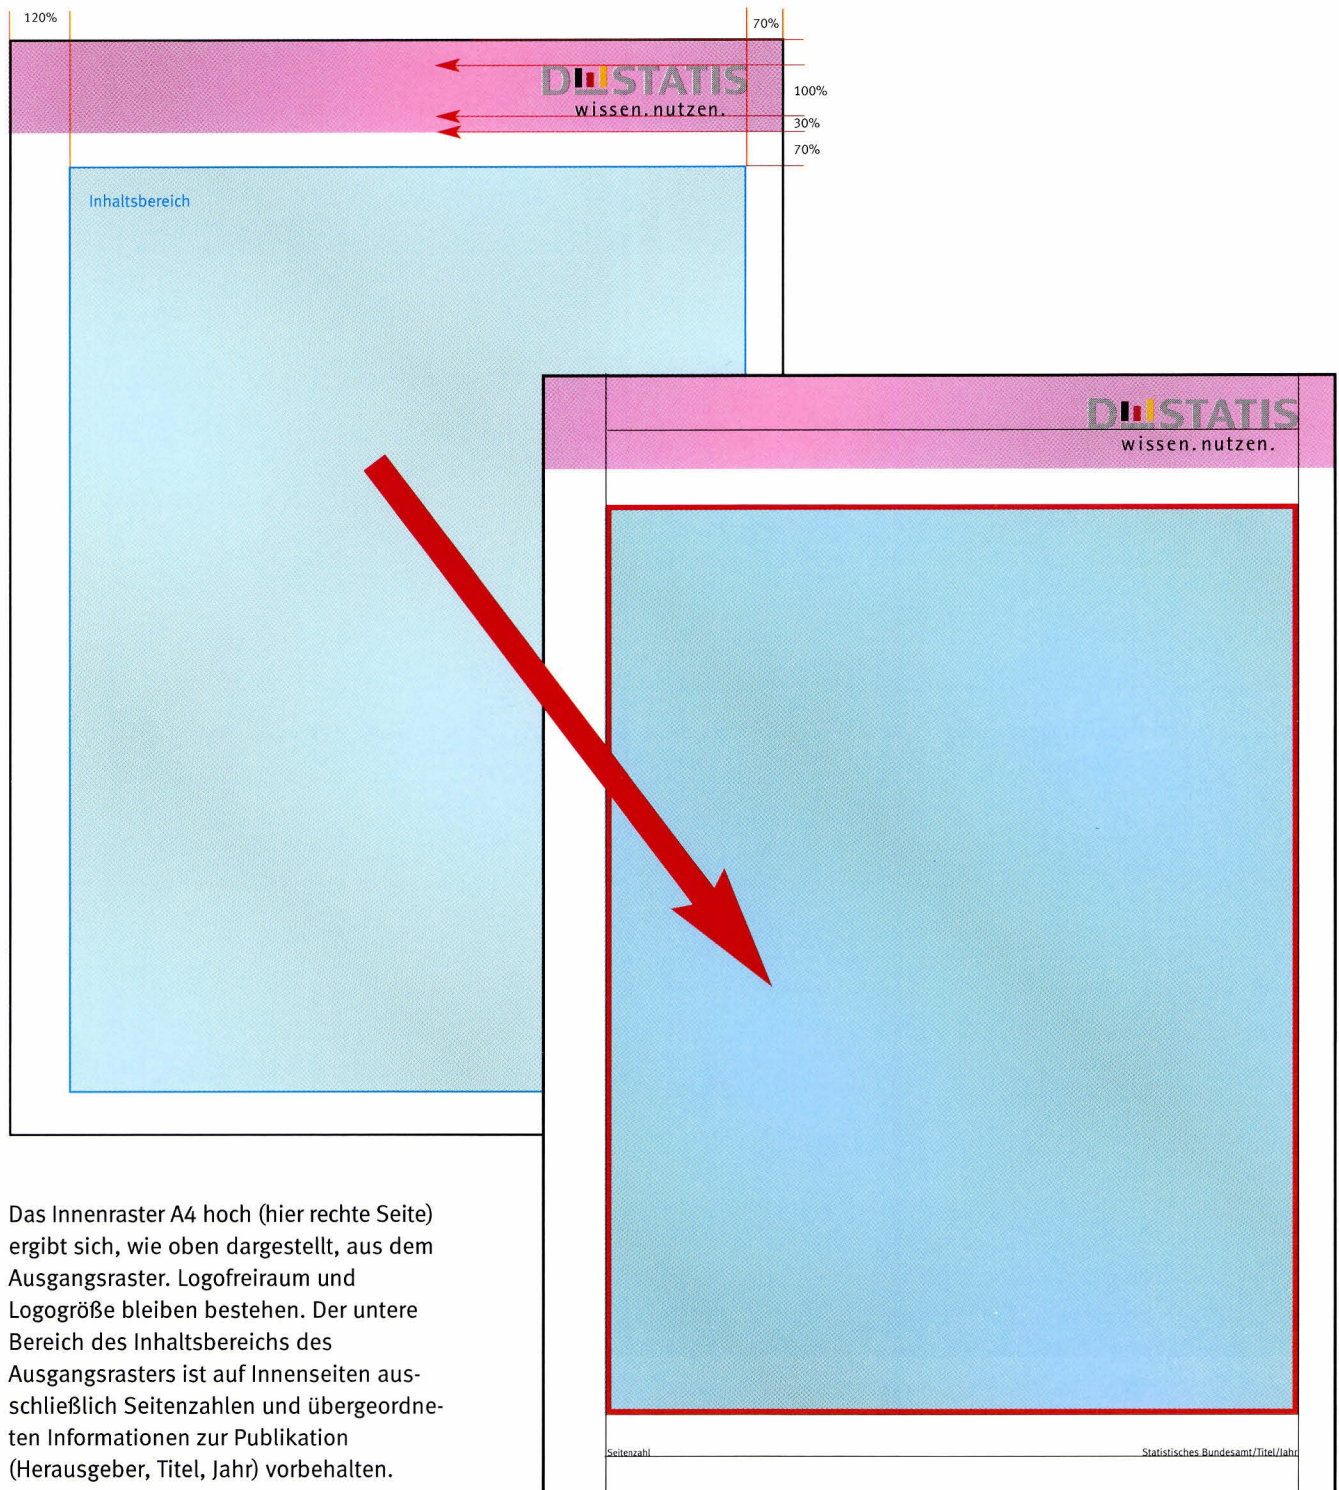 120%
70%
DESTATIS
wissen.nutzen.
100%
30%
70%
Inhaltsbereich
DESTATIS
wissen.nutzen.
Das Innenraster A4 hoch (hier rechte Seite)
ergibt sich, wie oben dargestellt, aus dem
Ausgangsraster. Logofreiraum und
Logogröße bleiben bestehen. Der untere
Bereich des Inhaltsbereichs des
Ausgangsrasters ist auf Innenseiten aus-
schließlich Seitenzahlen und übergeordne-
ten Informationen zur Publikation
(Herausgeber, Titel, Jahr) vorbehalten.
Seitenzahl
Statistisches Bundesamt/Titel/Jahr